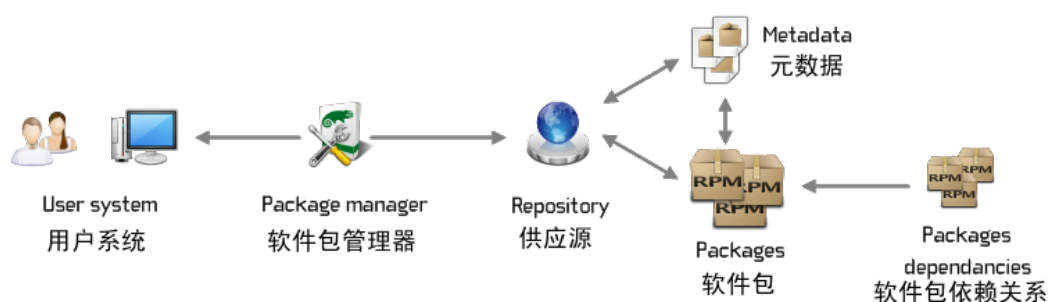 User system
用户系统
Package manager
软件包管理器
Repository
供应源
Metadata
元数据
RPM
RPM
RPM
Packages
软件包
RPM
RPM
RPM
Packages
dependancies
软件包依赖关系